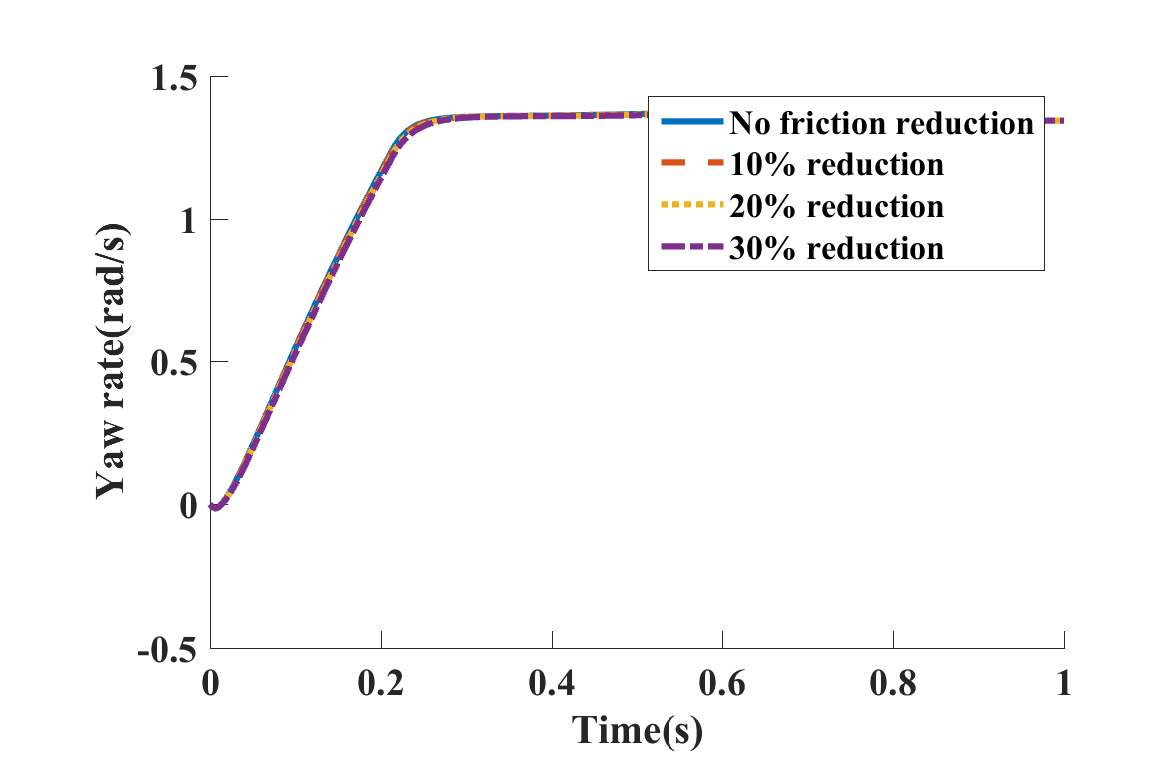 1.5
1
0.5
0
-0.5
Yaw rate(rad/s)
No friction reduction
10% reduction
20% reduction
30% reduction
0 0.2 0.4 0.6 0.8 1
Time(s)